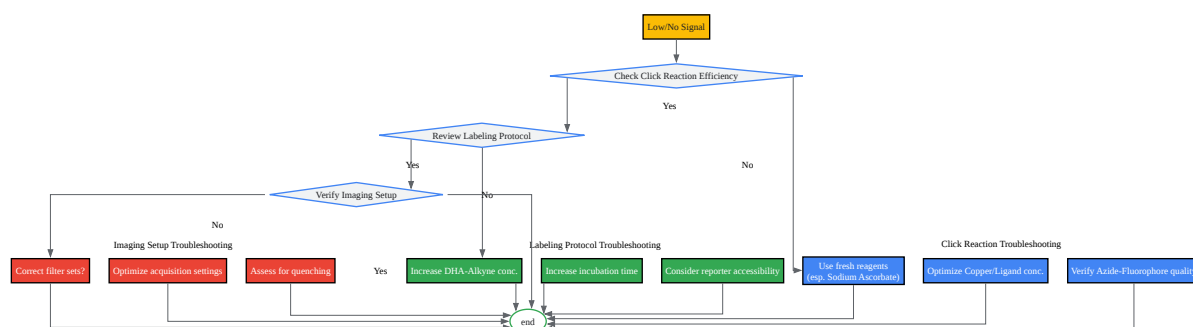 Low/No Signal
Check Click Reaction Efficiency
Yes
Review Labeling Protocol
Yes
No
Verify Imaging Setup
No
No
Imaging Setup Troubleshooting
Labeling Protocol Troubleshooting
Click Reaction Troubleshooting
Correct filter sets?
Optimize acquisition settings
Assess for quenching
Yes
Increase DHA-Alkyne conc.
Increase incubation time
Consider reporter accessibility
Use fresh reagents
(esp. Sodium Ascorbate)
Optimize Copper/Ligand conc.
Verify Azide-Fluorophore quality
end